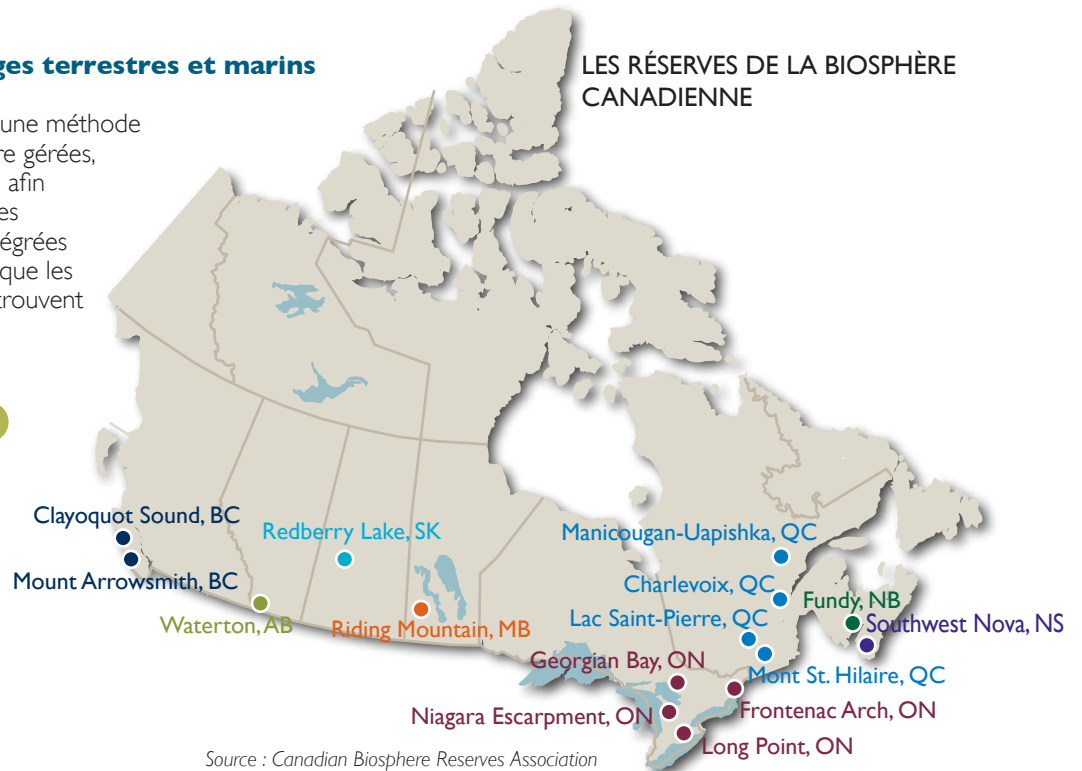 ges terrestres et marins
une méthode
re gérées,
afin
es
égrées
que les
trouvent
LES RÉSERVES DE LA BIOSPHÈRE
CANADIENNE
Clayoquot Sound, BC
Mount Arrowsmith, BC
Waterton, AB
Redberry Lake, SK
Riding Mountain, MB
Manicougan-Uapishka, QC
Charlevoix, QC
Lac Saint-Pierre, QC
Fundy, NB
Southwest Nova, NS
Georgian Bay, ON
Mont St. Hilaire, QC
Niagara Escarpment, ON
Frontenac Arch, ON
Long Point, ON
Source : Canadian Biosphere Reserves Association